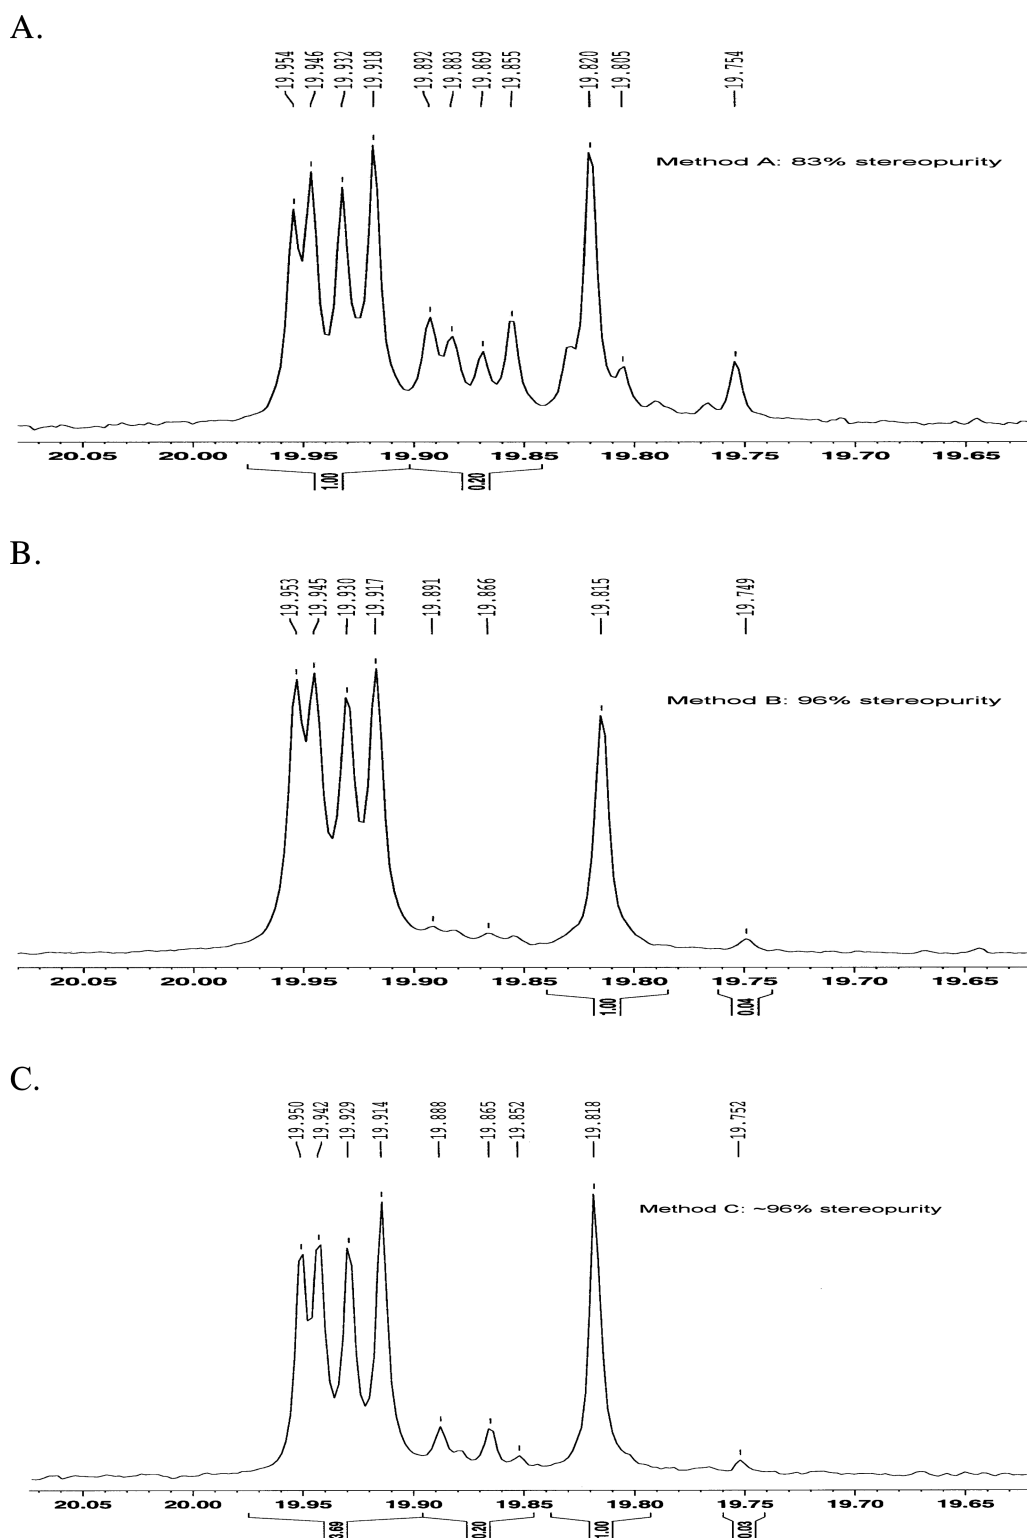 A.
19.954 19.946 19.932 19.918 19.892 19.883 19.869 19.855 19.820 19.805 19.754
Method A: 83% stereopurity
20.05 20.00 19.95 19.90 19.85 19.80 19.75 19.70 19.65
1.00 0.20
B.
19.953 19.945 19.930 19.917 19.891 19.866 19.815 19.749
Method B: 96% stereopurity
20.05 20.00 19.95 19.90 19.85 19.80 19.75 19.70 19.65
1.00 0.04
C.
19.950 19.942 19.929 19.914 19.888 19.865 19.852 19.818 19.752
Method C: ~96% stereopurity
20.05 20.00 19.95 19.90 19.85 19.80 19.75 19.70 19.65
3.69 0.20 1.00 0.03